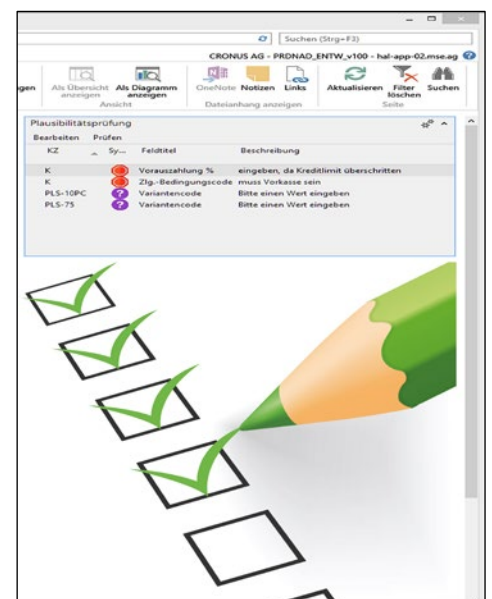 Suchen (Strg+F3)
CRONUS AG - PRDNAD_ENTW_v100 - hal-app-02.mse.ag
gen Als Übersicht anzeigen Als Diagramm anzeigen OneNote Notizen Links Aktualisieren Filter löschen Suchen
Ansicht Dateianhang anzeigen Seite
Plausibilitätsprüfung
Bearbeiten Prüfen
KZ Sy... Feldtitel Beschreibung
K Vorauszahlung % eingeben, da Kreditlimit überschritten
K Zlg.-Bedingungscode muss Vorkasse sein
PLS-10PC ? Variantencode Bitte einen Wert eingeben
PLS-75 ? Variantencode Bitte einen Wert eingeben